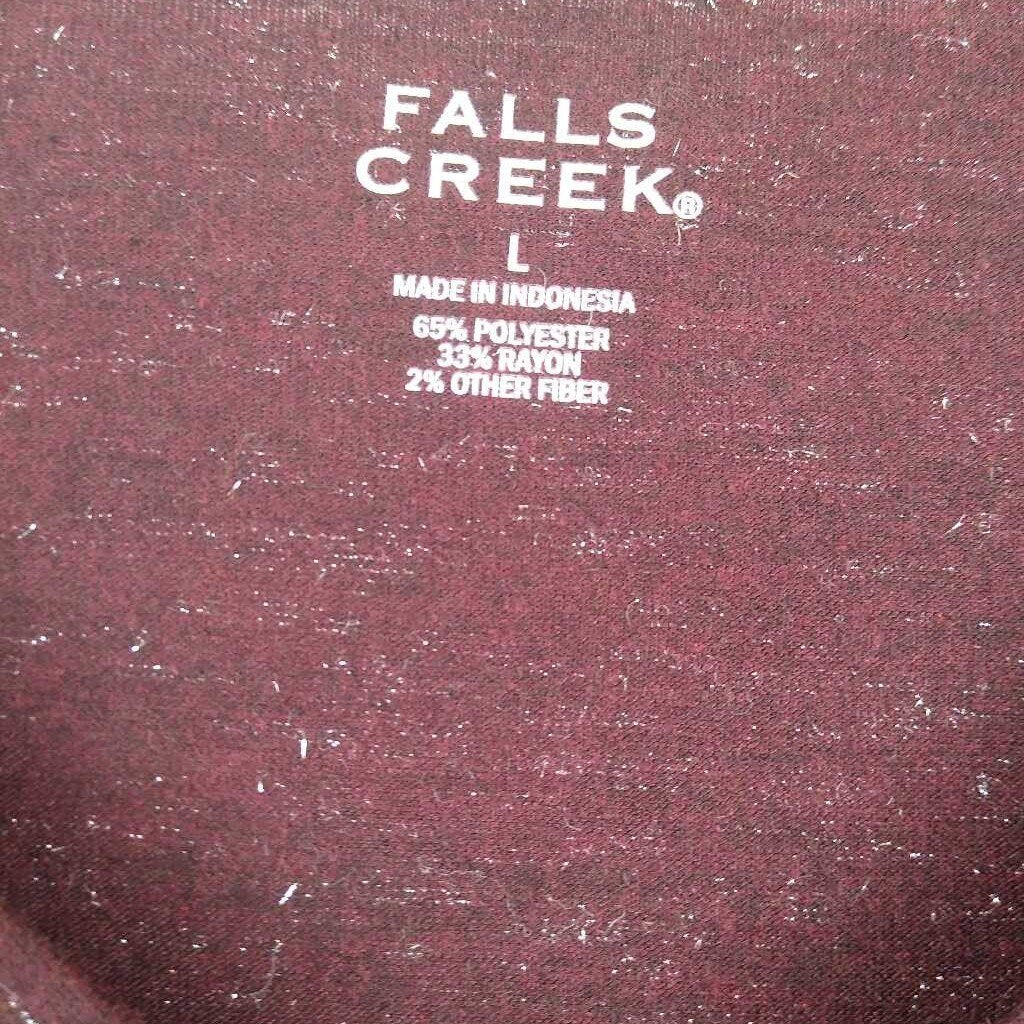 FALLS
CREEK®
L
MADE IN INDONESIA
65% POLYESTER
33% RAYON
2% OTHER FIBER